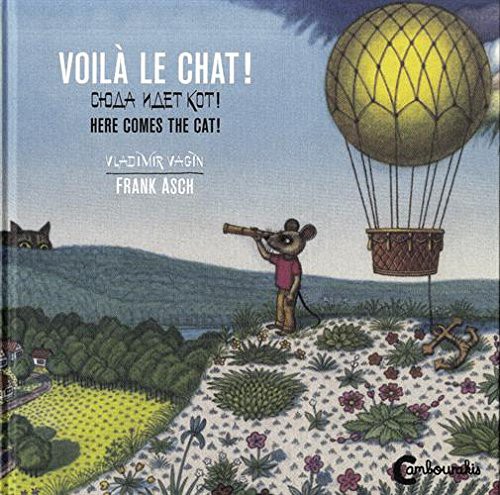 VOILÀ LE CHAT !
СЮДА ИДЕТ КОТ!
HERE COMES THE CAT!
VLADIMIR VAGIN
FRANK ASCH
Cambourakis